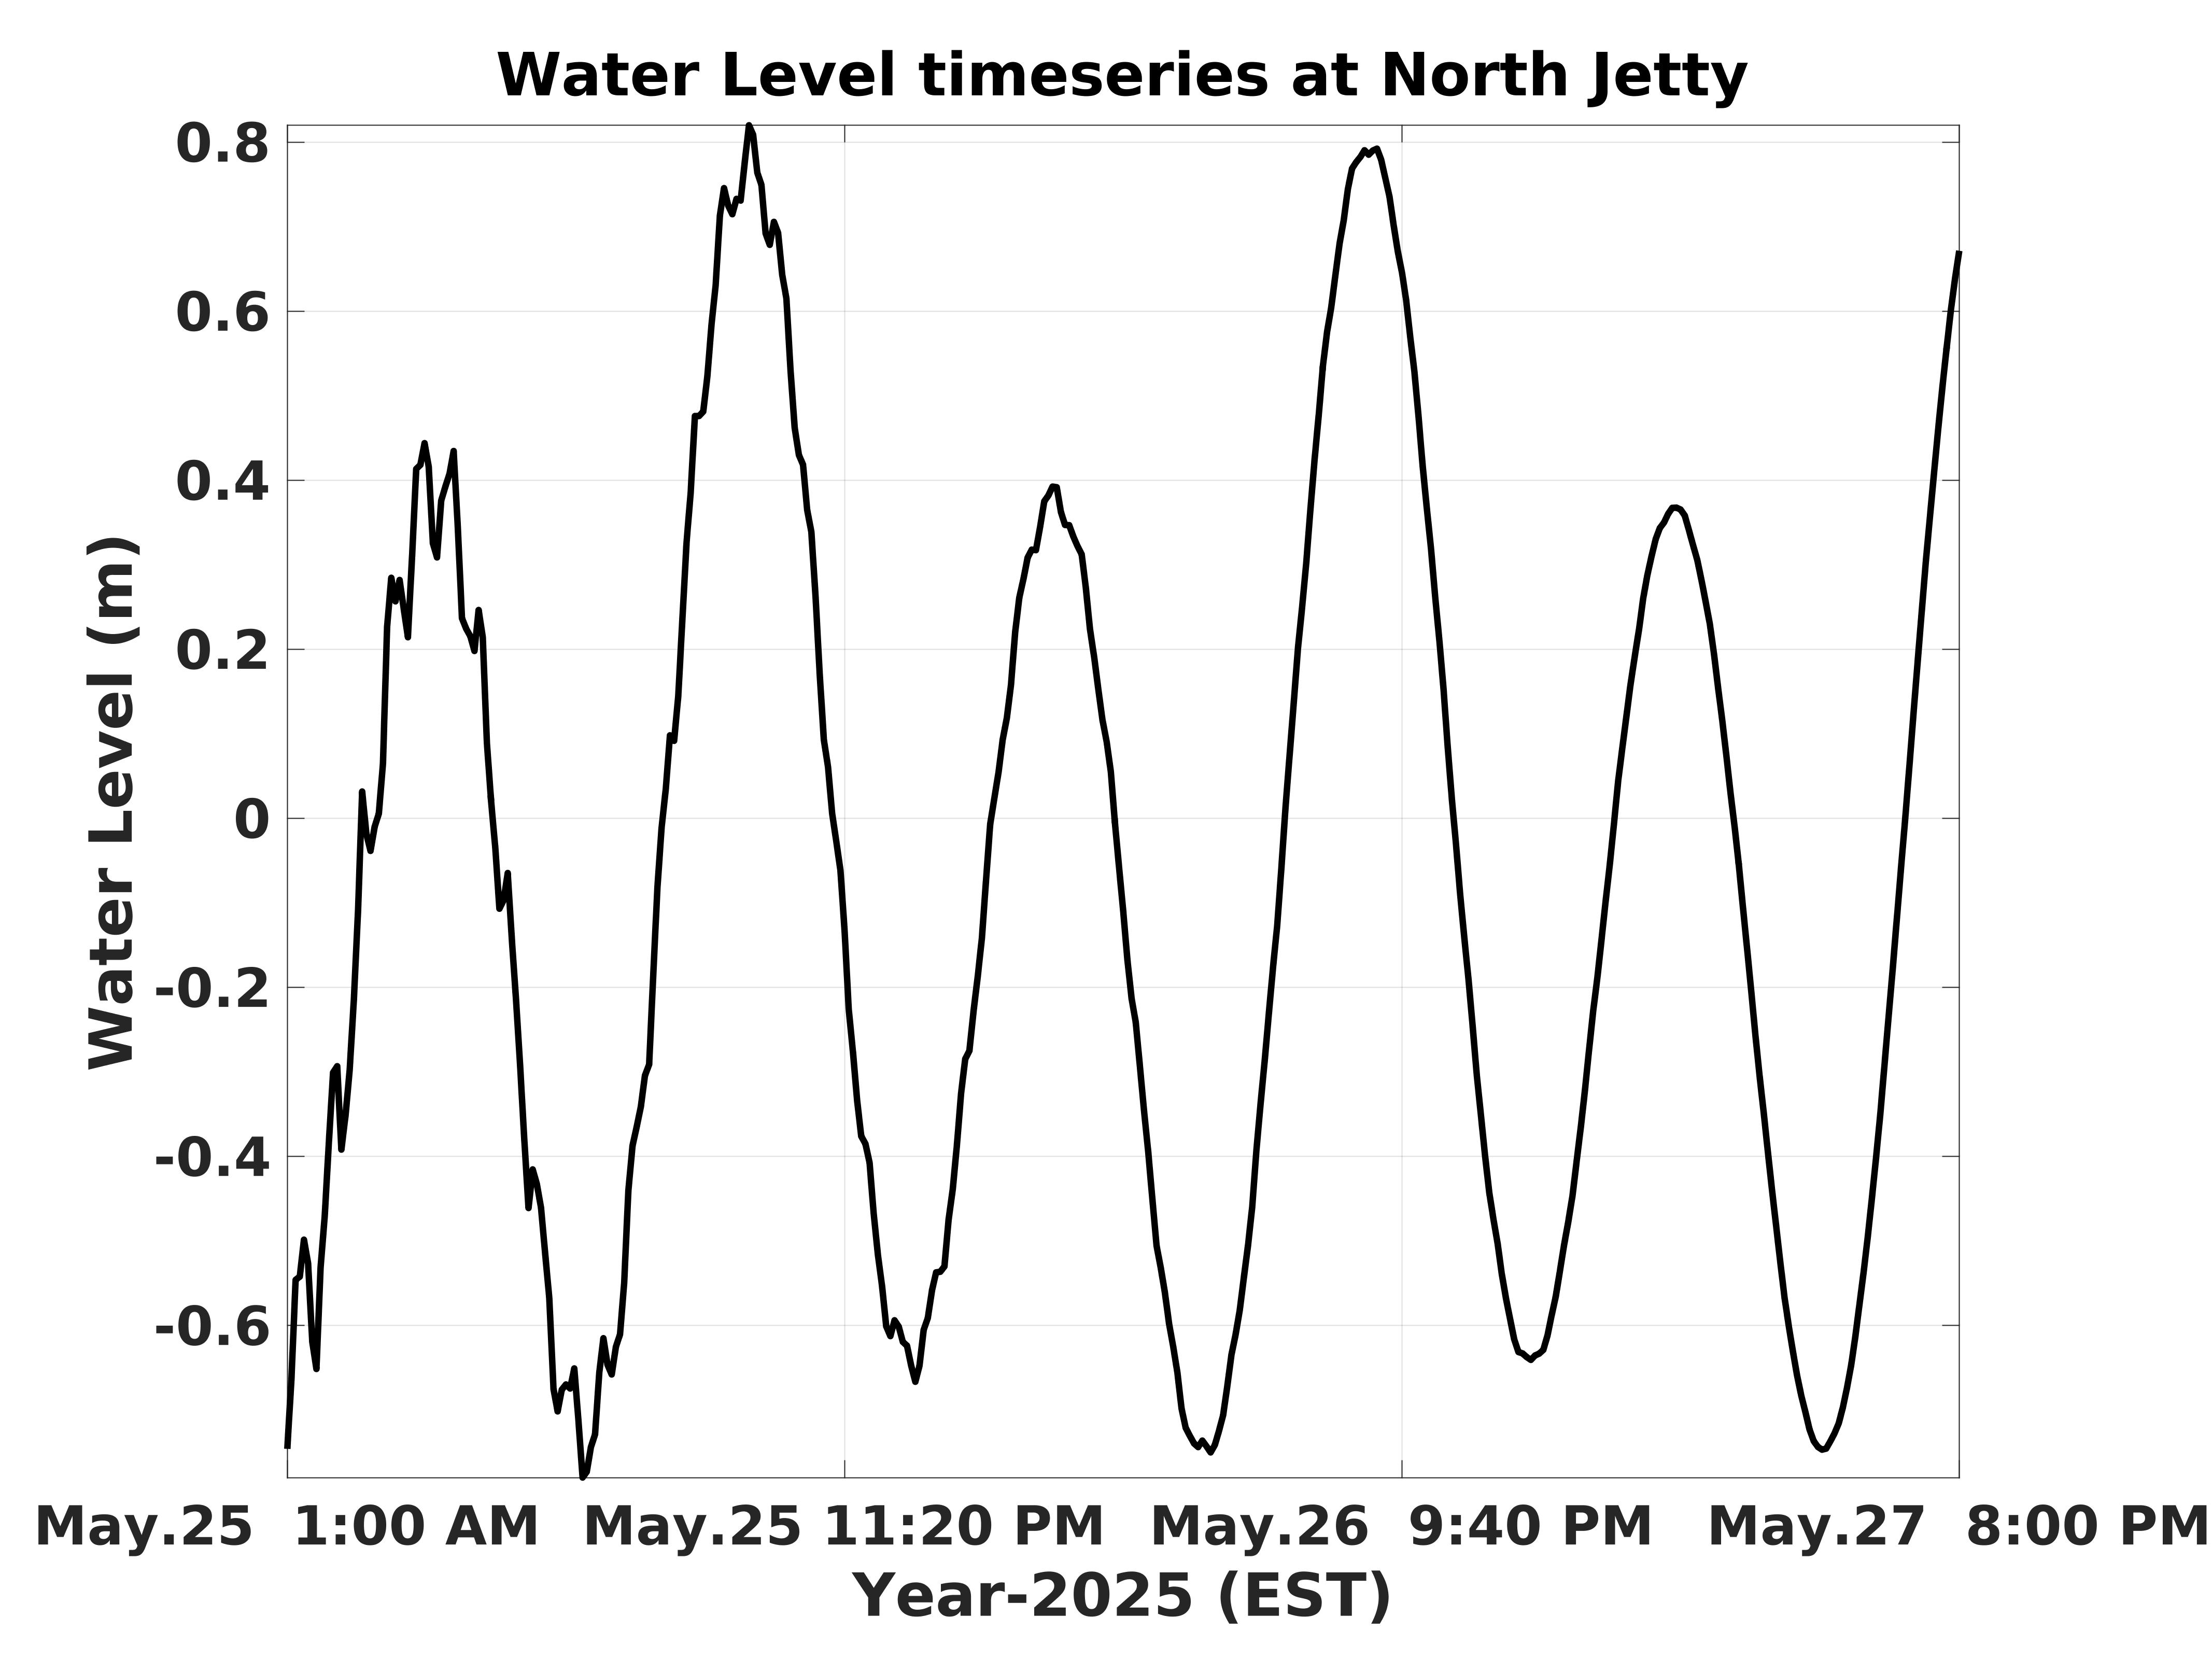 Water Level timeseries at North Jetty
Water Level (m)
0.8
0.6
0.4
0.2
0
-0.2
-0.4
-0.6
May.25 1:00 AM May.25 11:20 PM May.26 9:40 PM May.27 8:00 PM
Year-2025 (EST)